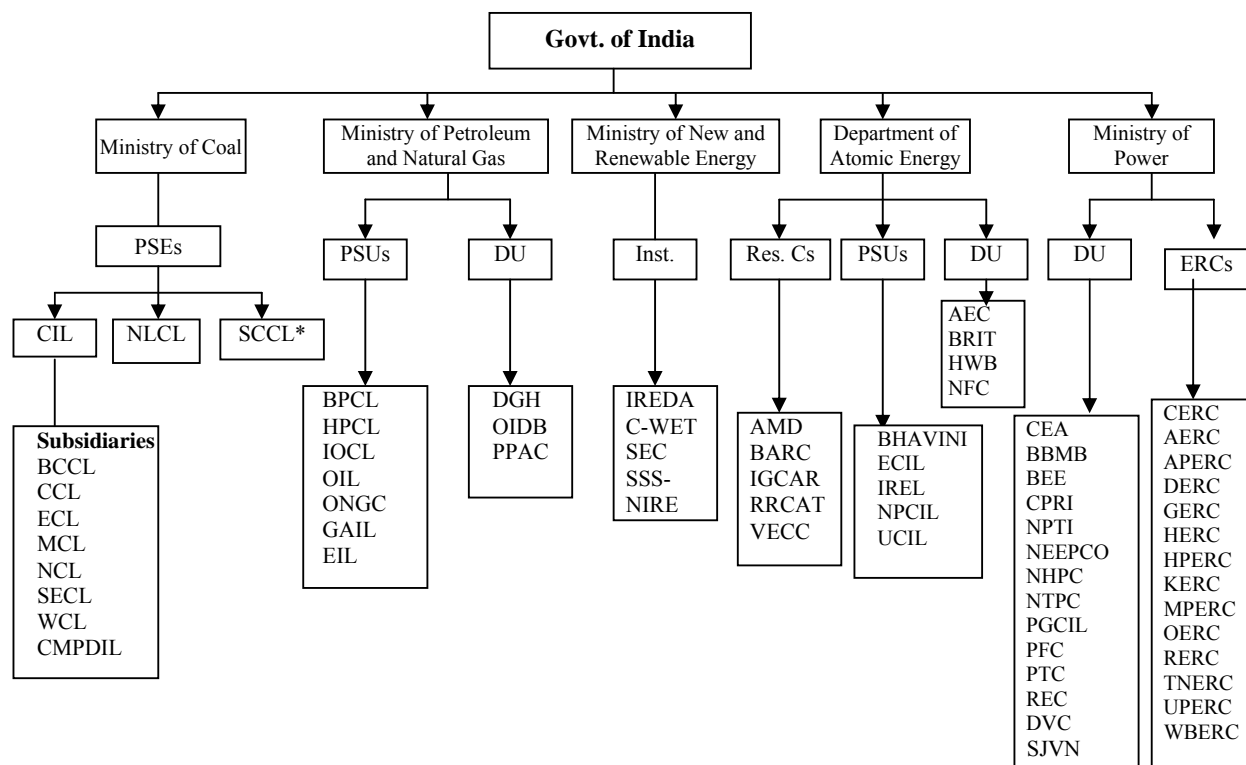 Govt. of India
Ministry of Coal
Ministry of Petroleum
and Natural Gas
Ministry of New and
Renewable Energy
Department of
Atomic Energy
Ministry of
Power
PSEs
PSUs
DU
Inst.
Res. Cs
PSUs
DU
DU
ERCs
CIL
NLCL
SCCL*
Subsidiaries
BCCL
CCL
ECL
MCL
NCL
SECL
WCL
CMPDIL
BPCL
HPCL
IOCL
OIL
ONGC
GAIL
EIL
DGH
OIDB
PPAC
IREDA
C-WET
SEC
SSS-
NIRE
AMD
BARC
IGCAR
RRCAT
VECC
BHAVINI
ECIL
IREL
NPCIL
UCIL
AEC
BRIT
HWB
NFC
CEA
BBMB
BEE
CPRI
NPTI
NEEPCO
NHPC
NTPC
PGCIL
PFC
PTC
REC
DVC
SJVN
CERC
AERC
APERC
DERC
GERC
HERC
HPERC
KERC
MPERC
OERC
RERC
TNERC
UPERC
WBERC